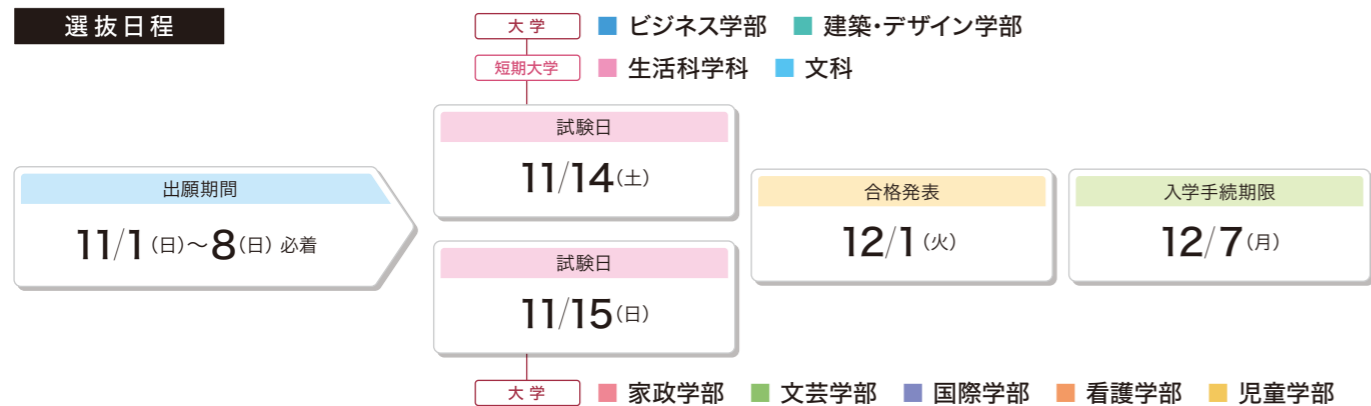 選抜日程
大学 ビジネス学部 建築・デザイン学部
短期大学 生活科学科 文科
出願期間
11/1(日)〜8(日) 必着
試験日
11/14(土)
試験日
11/15(日)
合格発表
12/1(火)
入学手続期限
12/7(月)
大学 家政学部 文芸学部 国際学部 看護学部 児童学部